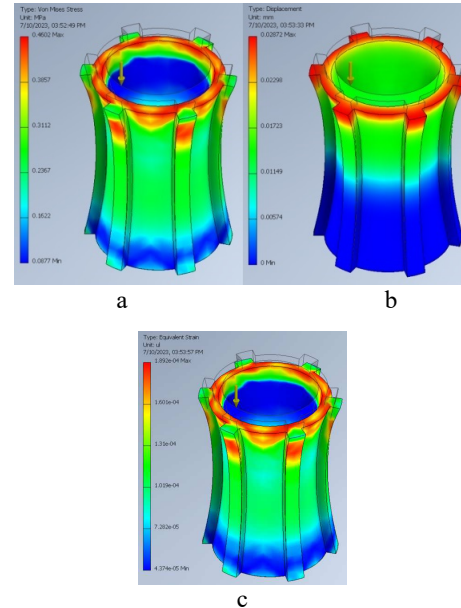 Type: Von Mises Stress
Unit: MPa
7/10/2023, 03:52:49 PM
0.4602 Max
0.3857
0.3112
0.2367
0.1622
0.0877 Min
a
Type: Displacement
Unit: mm
7/10/2023, 03:53:33 PM
0.02872 Max
0.02298
0.01723
0.01149
0.00574
0 Min
b
Type: Equivalent Strain
Unit: ul
7/10/2023, 03:53:57 PM
1.892e-04 Max
1.601e-04
1.31e-04
1.019e-04
7.282e-05
4.374e-05 Min
c